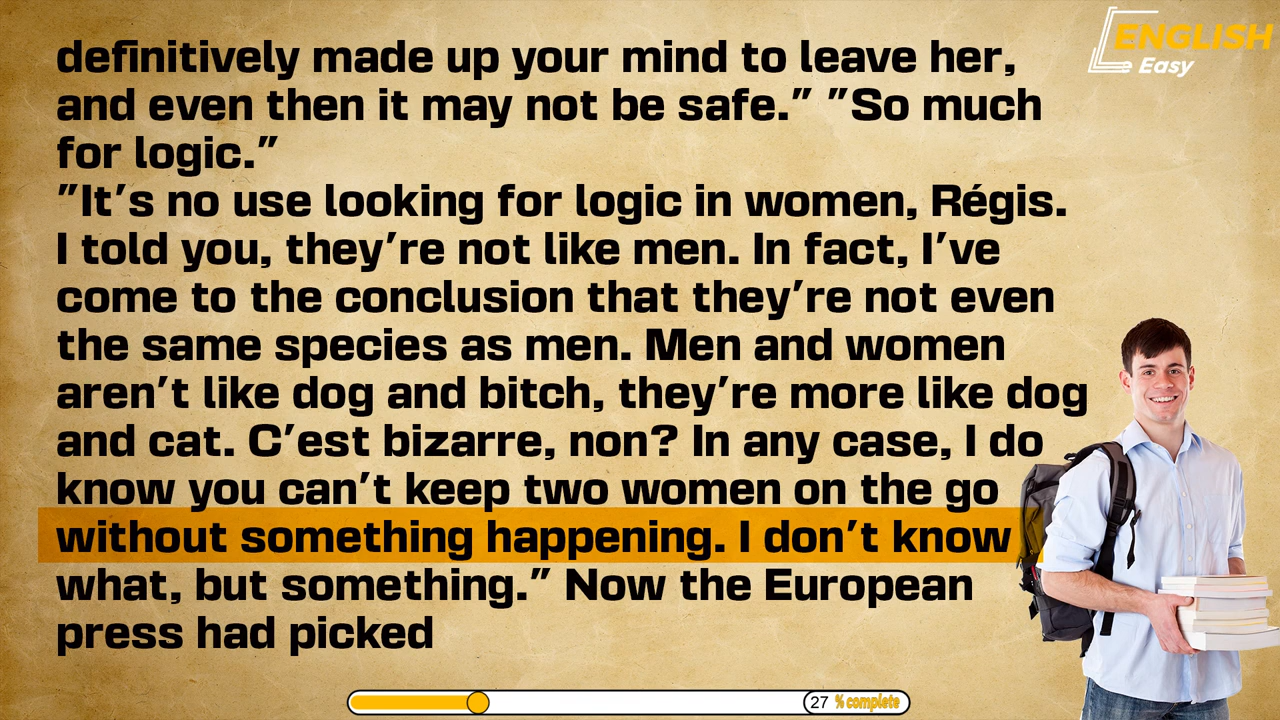 ENGLISH
e Easy
definitively made up your mind to leave her,
and even then it may not be safe.” ”So much
for logic.”
”It’s no use looking for logic in women, Régis.
I told you, they’re not like men. In fact, I’ve
come to the conclusion that they’re not even
the same species as men. Men and women
aren’t like dog and bitch, they’re more like dog
and cat. C’est bizarre, non? In any case, I do
know you can’t keep two women on the go
without something happening. I don’t know
what, but something.” Now the European
press had picked
27 % complete